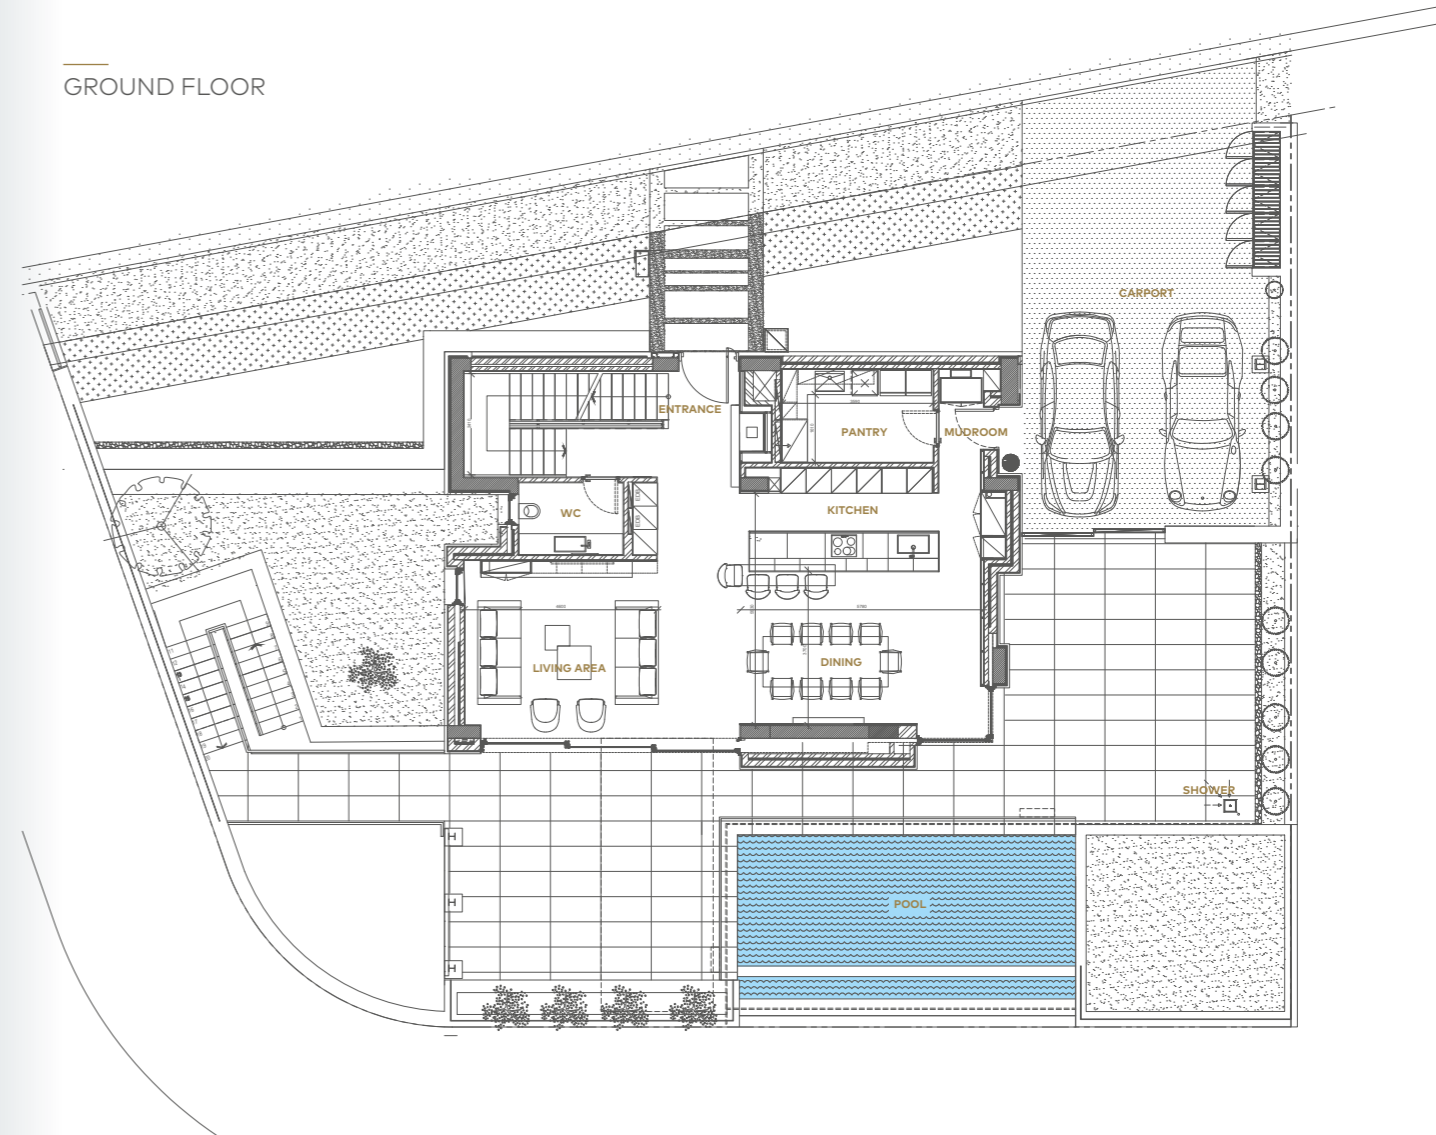 GROUND FLOOR
CARPORT
ENTRANCE
PANTRY
MUDROOM
WC
KITCHEN
LIVING AREA
DINING
SHOWER
POOL